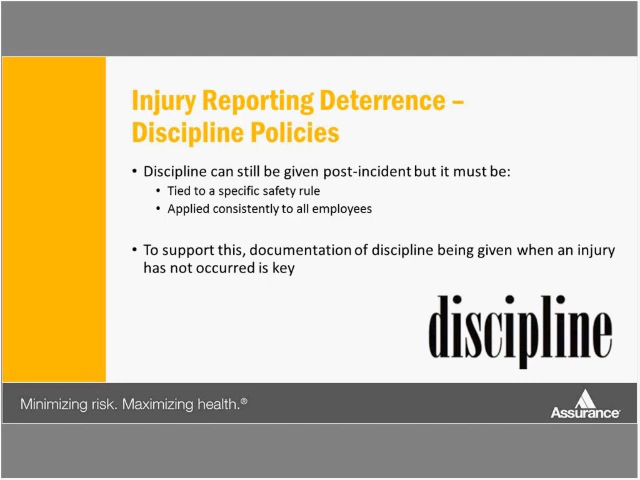 Injury Reporting Deterrence –
Discipline Policies
• Discipline can still be given post-incident but it must be:
• Tied to a specific safety rule
• Applied consistently to all employees
• To support this, documentation of discipline being given when an injury
has not occurred is key
discipline
Minimizing risk. Maximizing health.®
Assurance